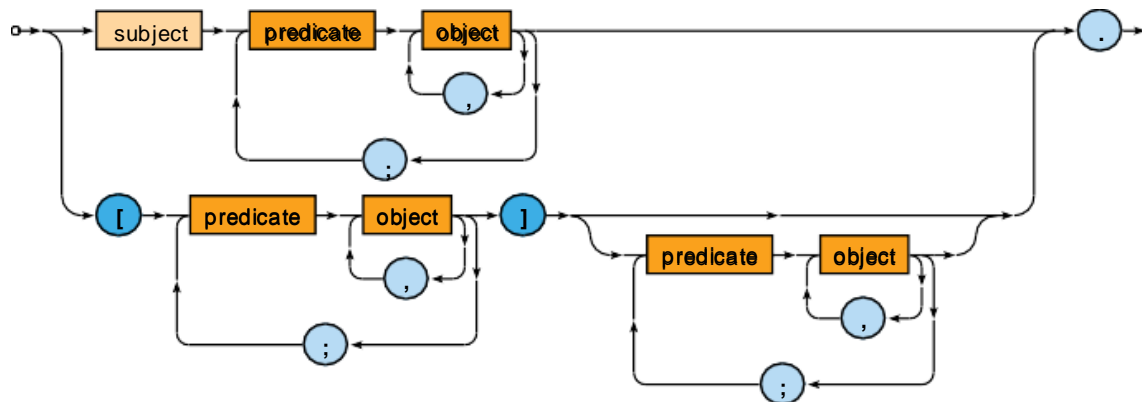 subject predicate object .
,
;
[ predicate object ]
predicate object
,
,
;
;